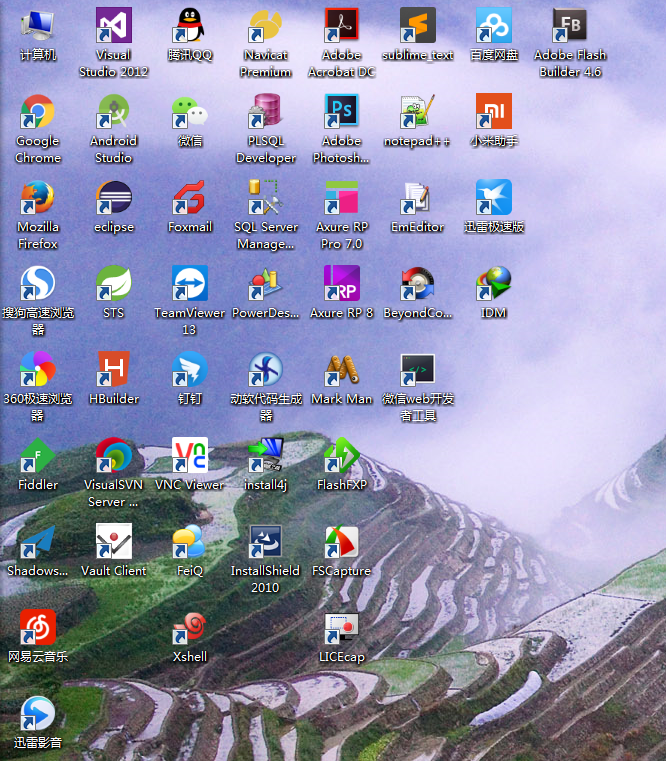 计算机
Visual
Studio 2012
腾讯QQ
Navicat
Premium
Adobe
Acrobat DC
sublime_text
百度网盘
Adobe Flash
Builder 4.6
Google
Chrome
Android
Studio
微信
PLSQL
Developer
Adobe
Photosh...
notepad++
小米助手
Mozilla
Firefox
eclipse
Foxmail
SQL Server
Manage...
Axure RP
Pro 7.0
EmEditor
迅雷极速版
搜狗高速浏览
器
STS
TeamViewer
13
PowerDes...
Axure RP 8
BeyondCo...
IDM
360极速浏览
器
HBuilder
钉钉
动软代码生成
器
Mark Man
微信web开发
者工具
Fiddler
VisualSVN
Server ...
VNC Viewer
install4j
FlashFXP
Shadows...
Vault Client
FeiQ
InstallShield
2010
FSCapture
网易云音乐
Xshell
LICEcap
迅雷影音